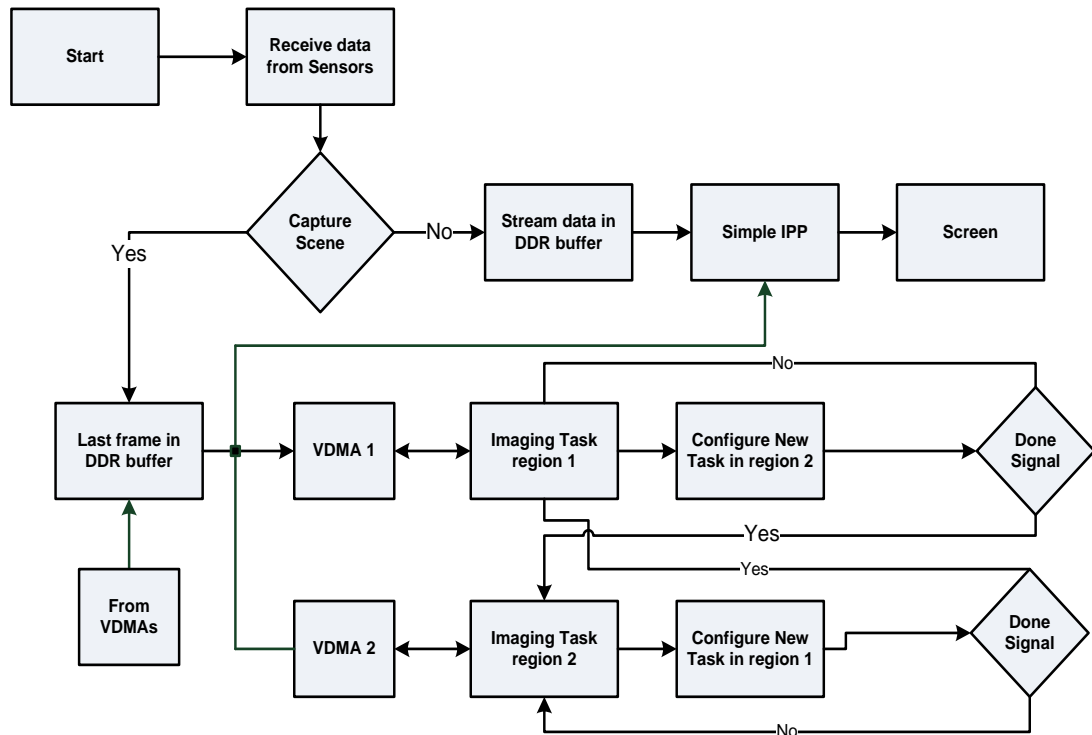 Start
Receive data
from Sensors
Capture
Scene
No
Stream data in
DDR buffer
Simple IPP
Screen
Yes
No
Last frame in
DDR buffer
VDMA 1
Imaging Task
region 1
Configure New
Task in region 2
Done
Signal
Yes
Yes
From
VDMAs
VDMA 2
Imaging Task
region 2
Configure New
Task in region 1
Done
Signal
No